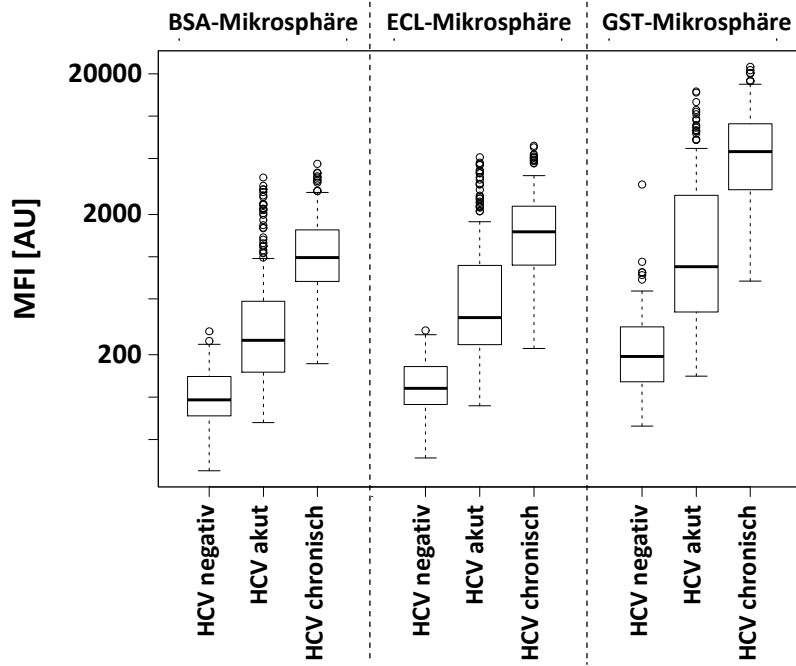 BSA-Mikrosphäre
ECL-Mikrosphäre
GST-Mikrosphäre
20000
2000
200
MFI [AU]
HCV negativ
HCV akut
HCV chronisch
HCV negativ
HCV akut
HCV chronisch
HCV negativ
HCV akut
HCV chronisch